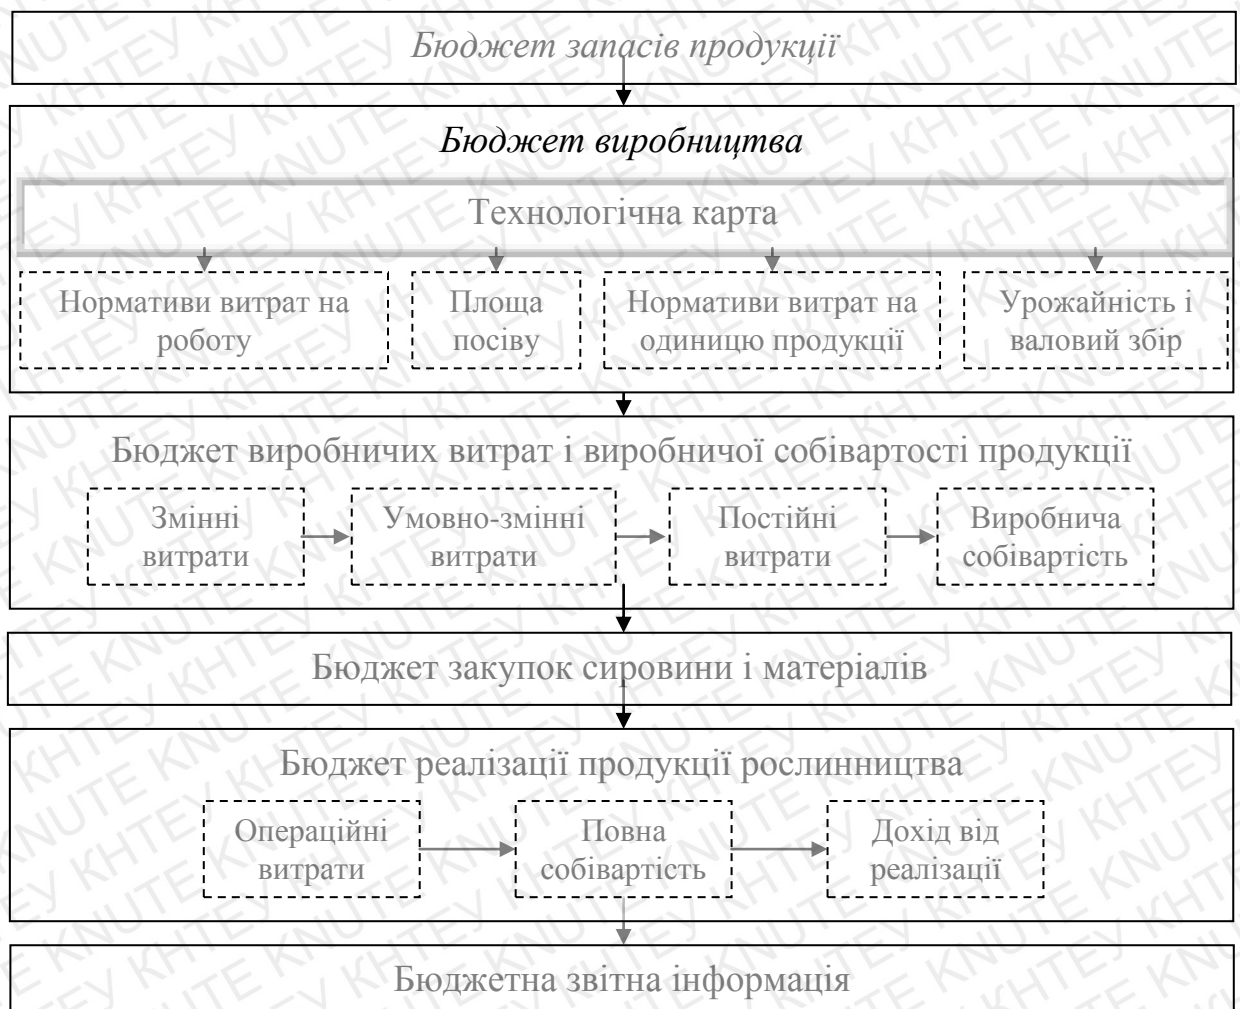 Бюджет запасів продукції
Бюджет виробництва
Технологічна карта
Нормативи витрат на
роботу
Площа
посіву
Нормативи витрат на
одиницю продукції
Урожайність і
валовий збір
Бюджет виробничих витрат і виробничої собівартості продукції
Змінні
витрати
Умовно-змінні
витрати
Постійні
витрати
Виробнича
собівартість
Бюджет закупок сировини і матеріалів
Бюджет реалізації продукції рослинництва
Операційні
витрати
Повна
собівартість
Дохід від
реалізації
Бюджетна звітна інформація